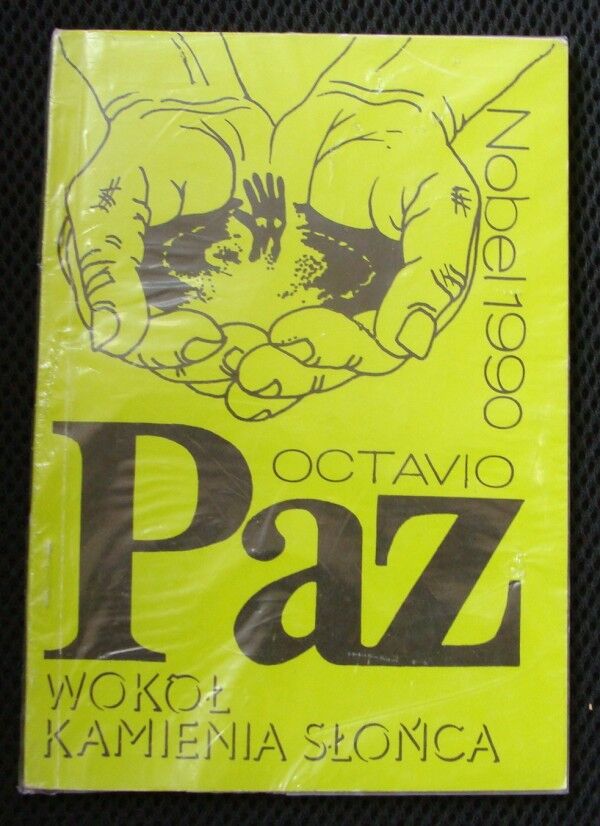 Nobel 1990
OCTAVIO
Paz
WOKÓŁ
KAMIENIA SŁOŃCA